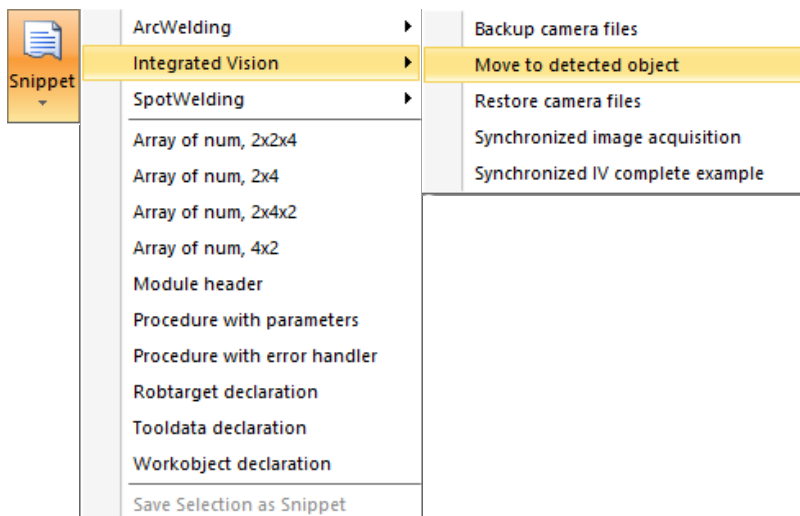 Snippet
ArcWelding
Integrated Vision
SpotWelding
Array of num, 2x2x4
Array of num, 2x4
Array of num, 2x4x2
Array of num, 4x2
Module header
Procedure with parameters
Procedure with error handler
Robtarget declaration
Tooldata declaration
Workobject declaration
Save Selection as Snippet
Backup camera files
Move to detected object
Restore camera files
Synchronized image acquisition
Synchronized IV complete example